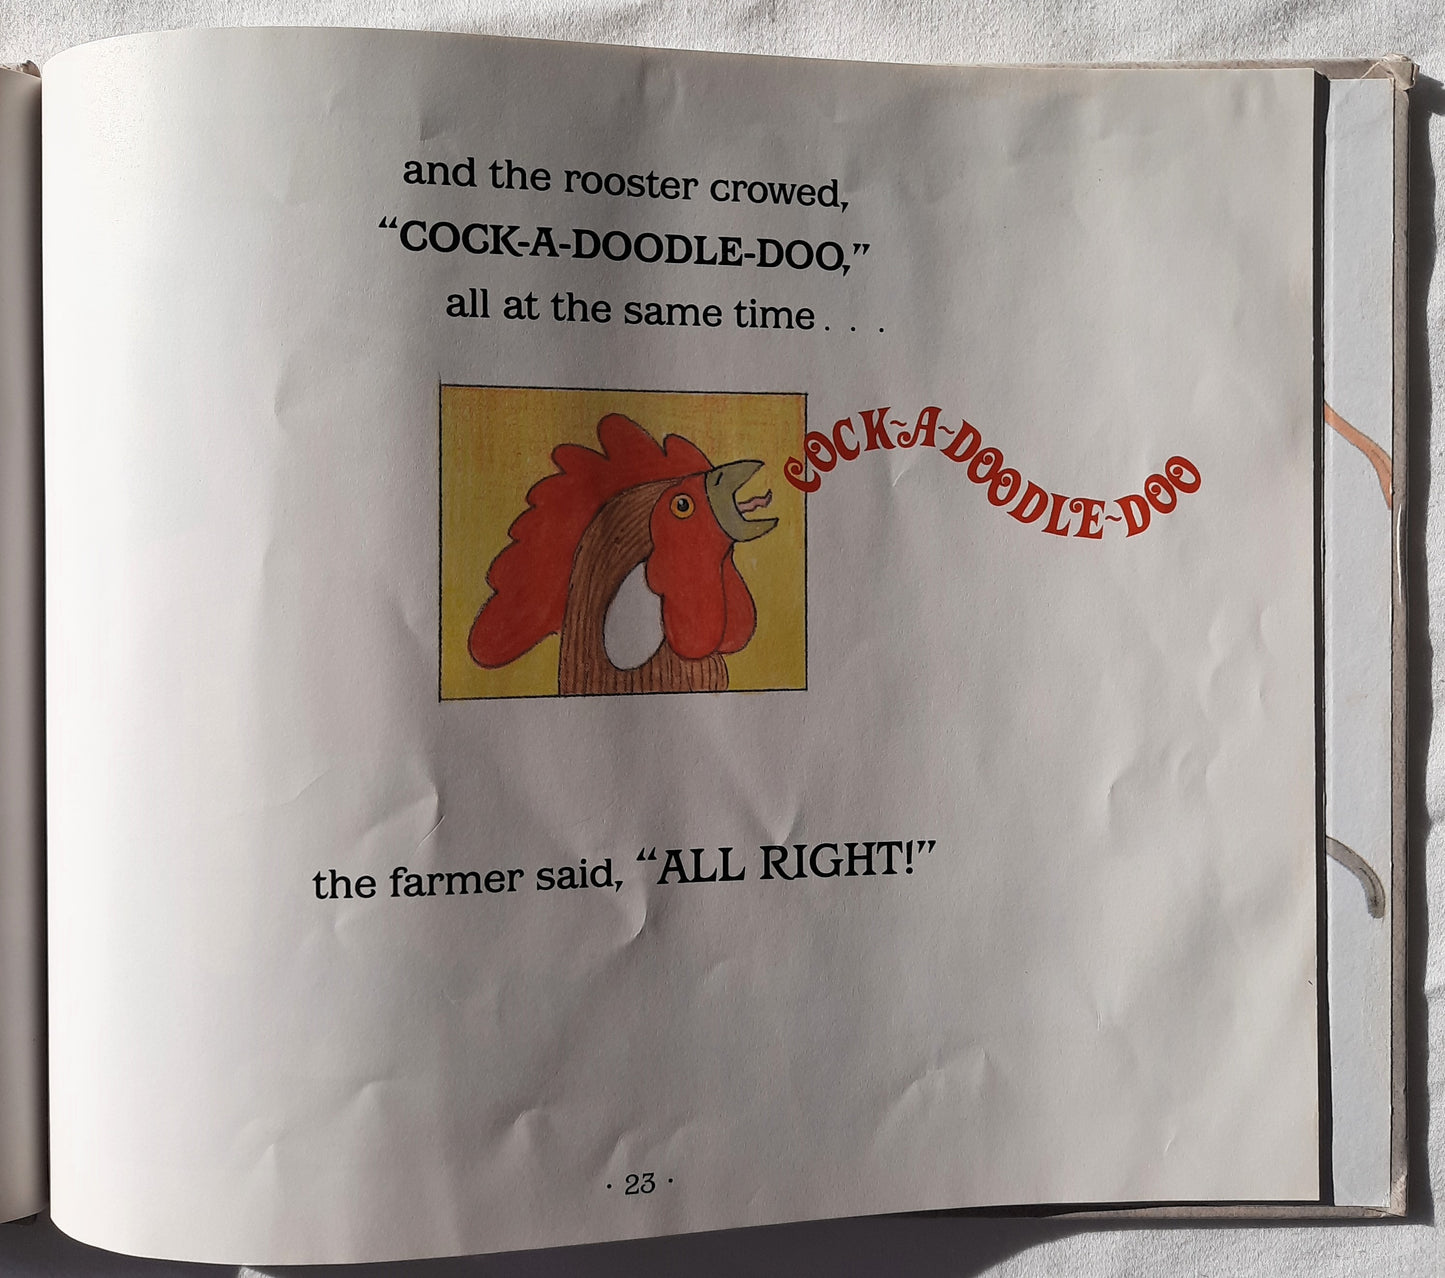 and the rooster crowed,
“COCK-A-DOODLE-DOO,”
all at the same time . . .
COCK~A~DOODLE~DOO
the farmer said, “ALL RIGHT!”
· 23 ·